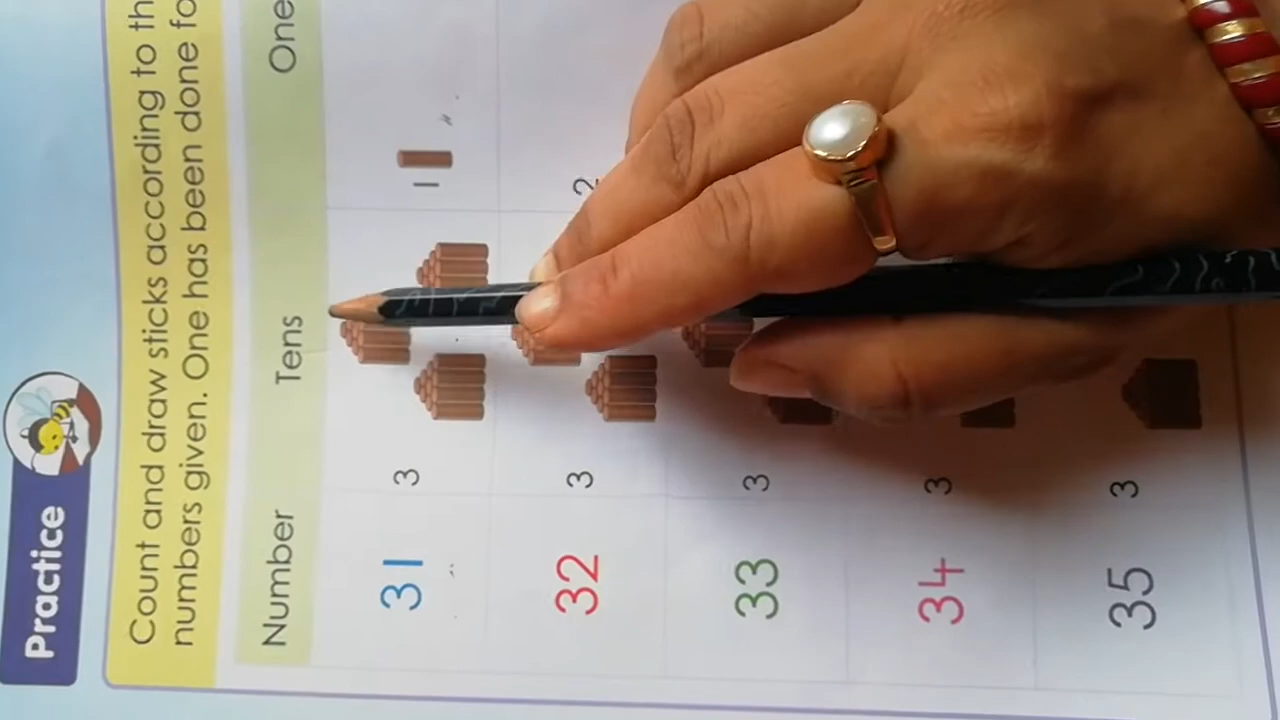 Practice
Count and draw sticks according to th
numbers given. One has been done fo
Number Tens One
31 3 1
32 3 2
33 3
34 3
35 3